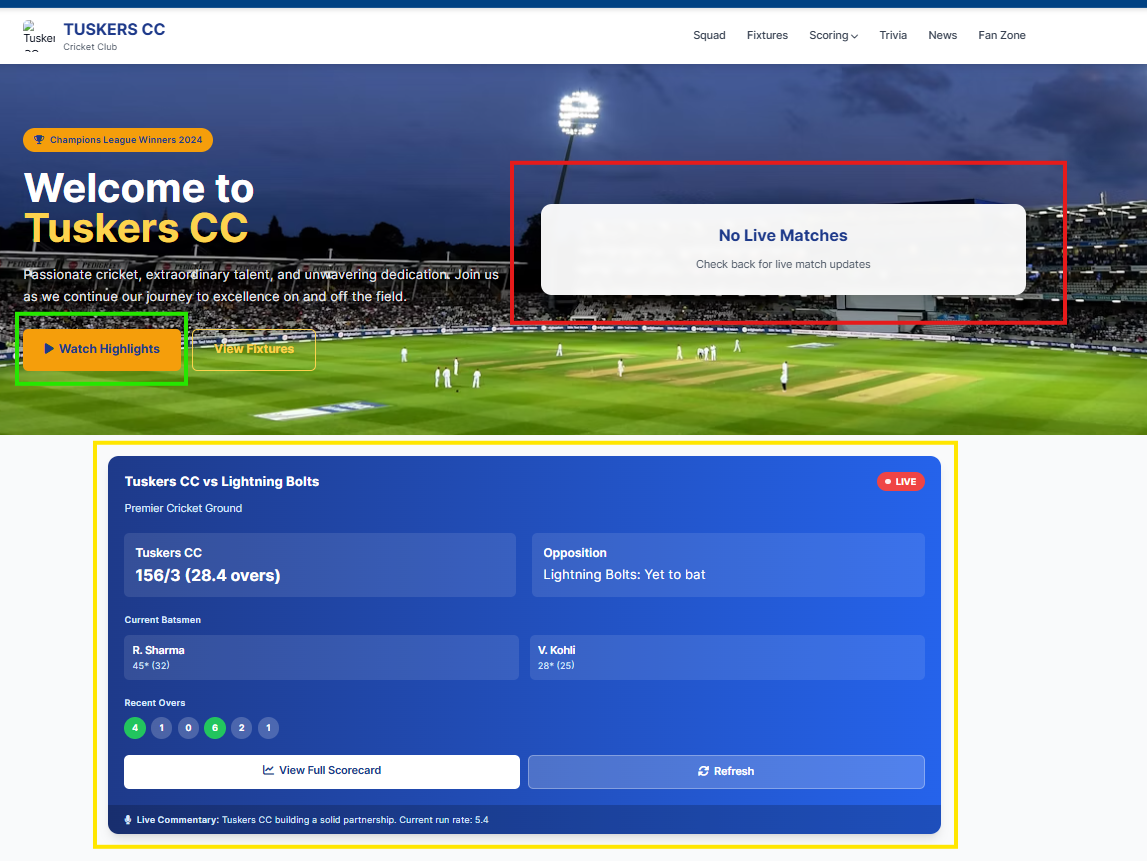 Tusker
CC
TUSKERS CC
Cricket Club
Squad
Fixtures
Scoring
Trivia
News
Fan Zone
Champions League Winners 2024
Welcome to
Tuskers CC
Passionate cricket, extraordinary talent, and unwavering dedication. Join us
as we continue our journey to excellence on and off the field.
Watch Highlights
View Fixtures
No Live Matches
Check back for live match updates
Tuskers CC vs Lightning Bolts
LIVE
Premier Cricket Ground
Tuskers CC
156/3 (28.4 overs)
Opposition
Lightning Bolts: Yet to bat
Current Batsmen
R. Sharma
45* (32)
V. Kohli
28* (25)
Recent Overs
4 1 0 6 2 1
View Full Scorecard
Refresh
Live Commentary: Tuskers CC building a solid partnership. Current run rate: 5.4